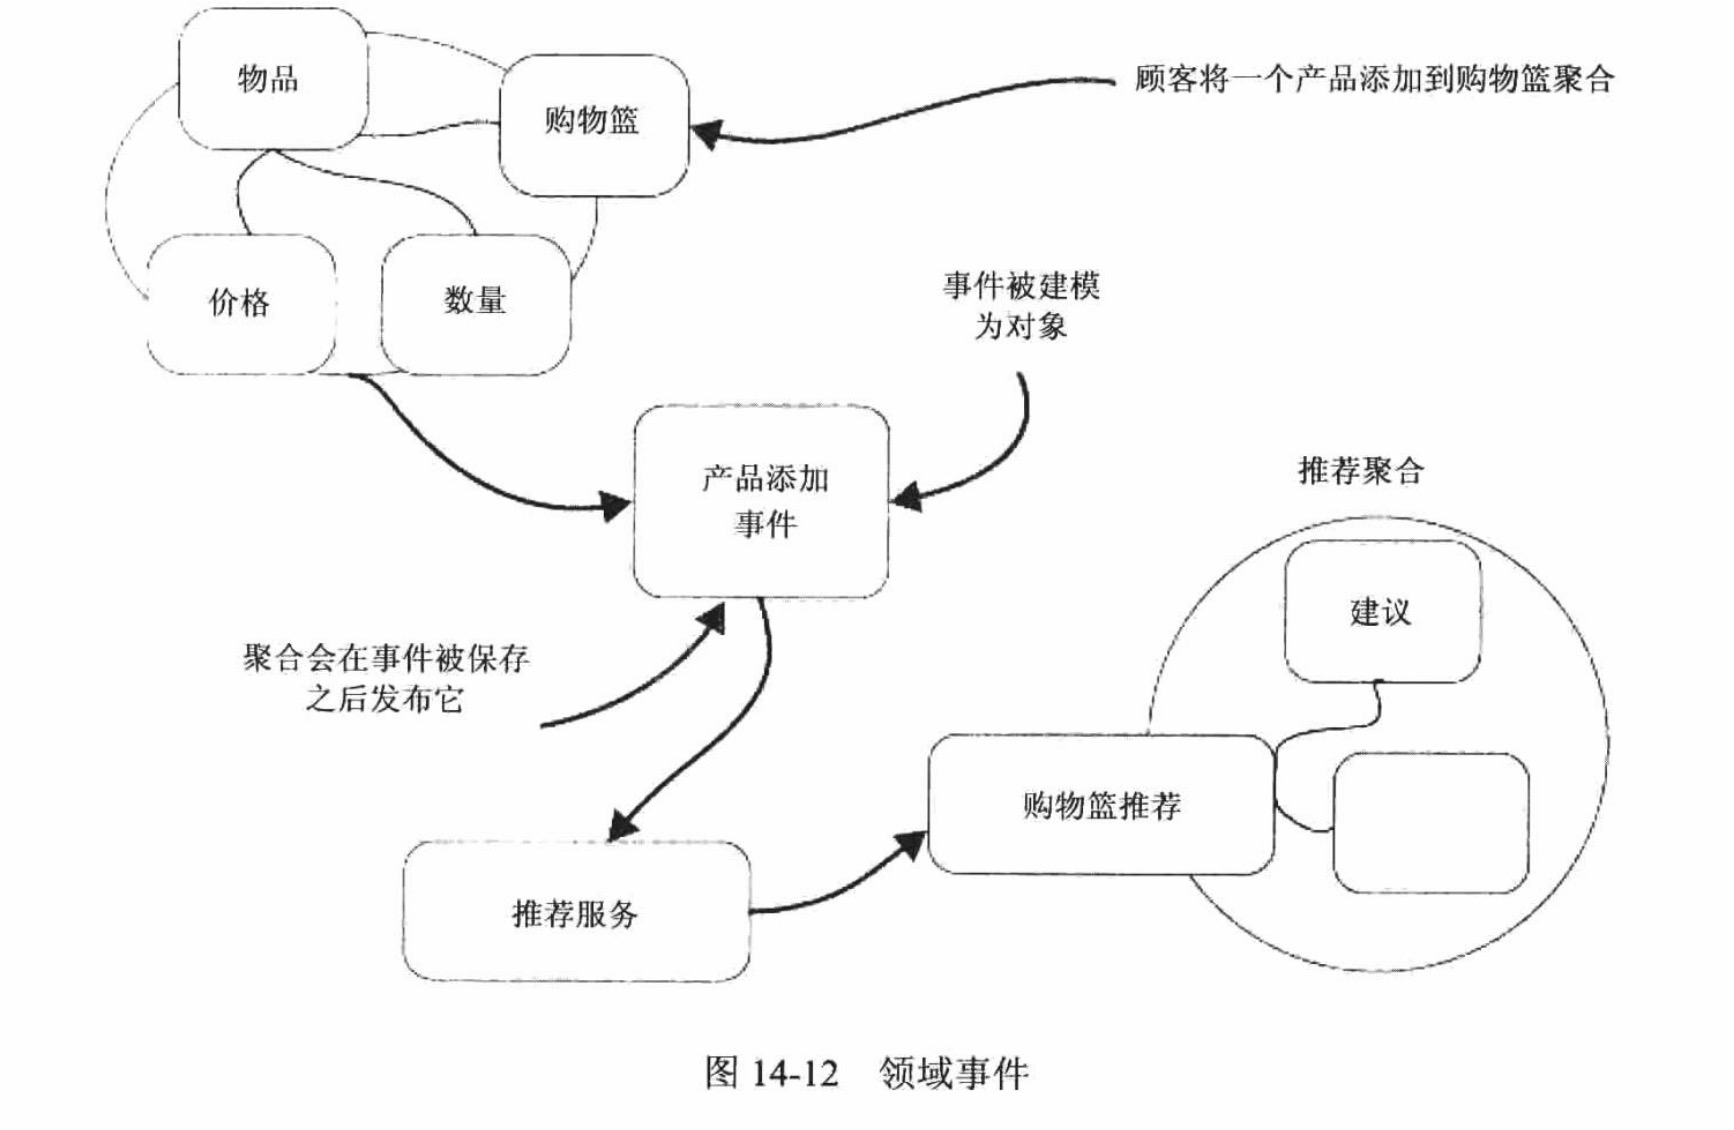 物品
购物篮
顾客将一个产品添加到购物篮聚合
价格
数量
事件被建模
为对象
产品添加
事件
推荐聚合
建议
聚合会在事件被保存
之后发布它
购物篮推荐
推荐服务
图 14-12 领域事件